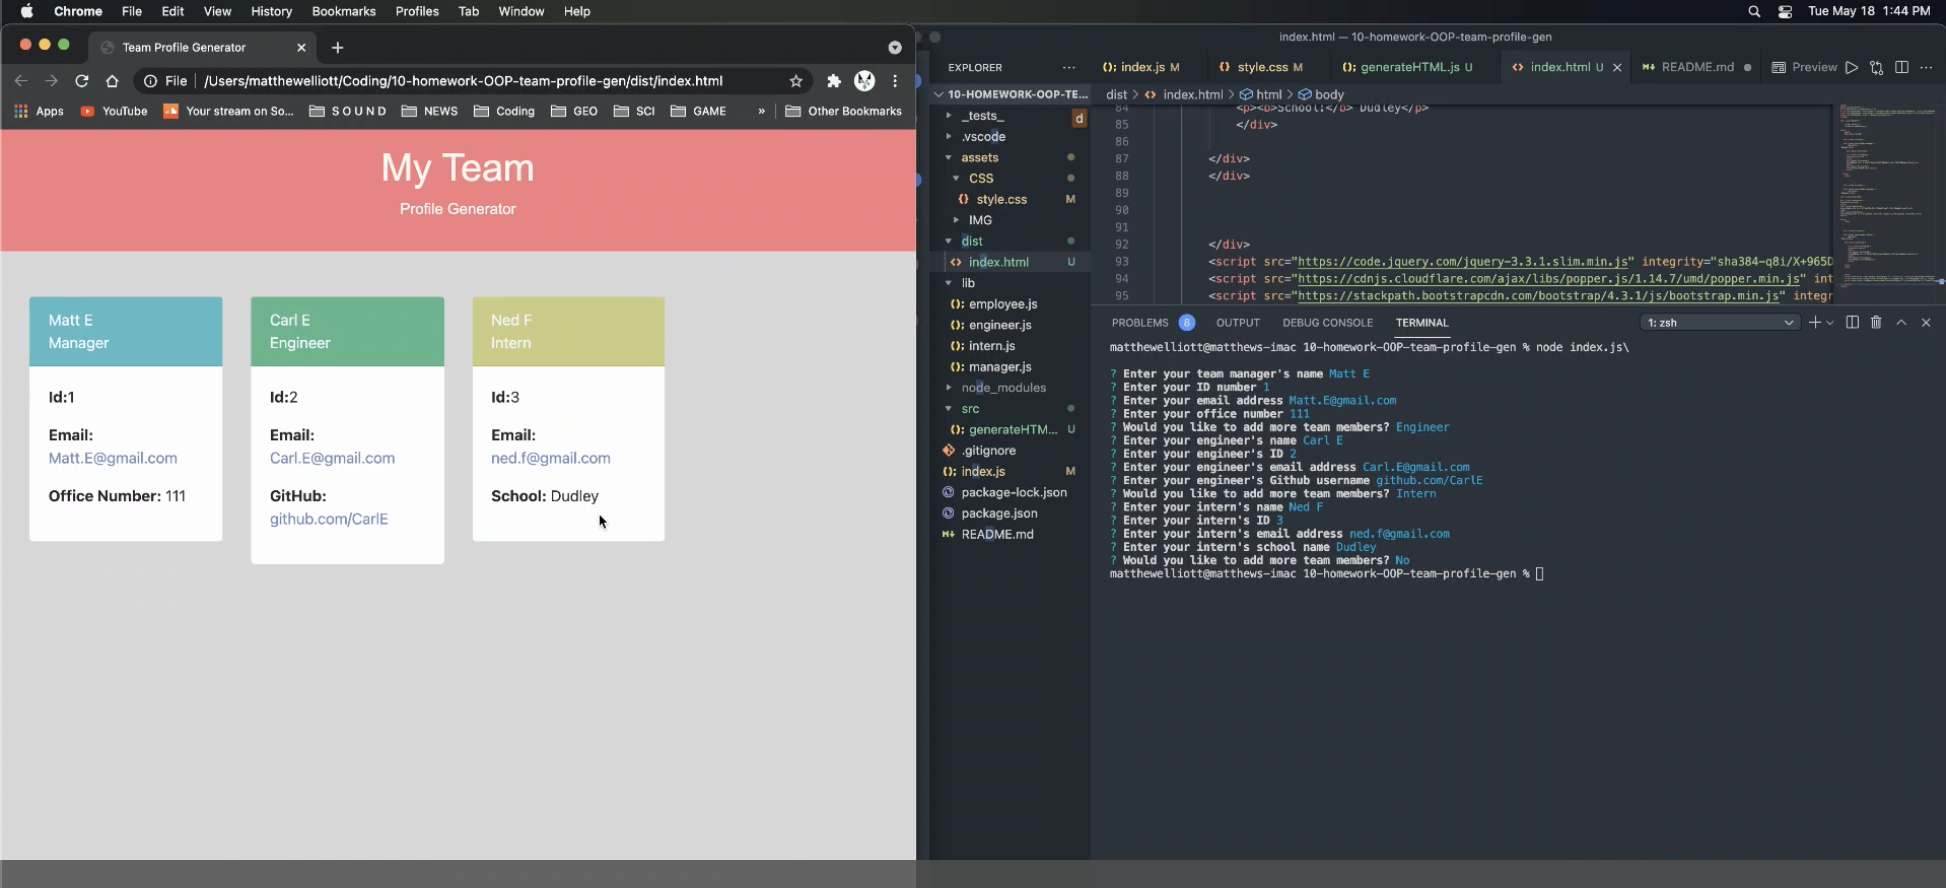 Chrome File Edit View History Bookmarks Profiles Tab Window Help
Tue May 18 1:44 PM
Team Profile Generator
File /Users/matthewelliott/Coding/10-homework-OOP-team-profile-gen/dist/index.html
Apps YouTube Your stream on So... S O U N D NEWS Coding GEO SCI GAME » Other Bookmarks
My Team
Profile Generator
Matt E
Manager
Id:1
Email:
Matt.E@gmail.com
Office Number: 111
Carl E
Engineer
Id:2
Email:
Carl.E@gmail.com
GitHub:
github.com/CarlE
Ned F
Intern
Id:3
Email:
ned.f@gmail.com
School: Dudley
index.html — 10-homework-OOP-team-profile-gen
EXPLORER ...
10-HOMEWORK-OOP-TE...
_tests_ d
.vscode
assets
CSS
style.css M
IMG
dist
index.html U
lib
employee.js
engineer.js
intern.js
manager.js
node_modules
src
generateHTM... U
.gitignore
index.js M
package-lock.json
package.json
README.md
index.js M style.css M generateHTML.js U index.html U README.md Preview
dist > index.html > html > body
84 <p><b>School:</b> Dudley</p>
85 </div>
86
87 </div>
88 </div>
89
90
91
92 </div>
93 <script src="https://code.jquery.com/jquery-3.3.1.slim.min.js" integrity="sha384-q8i/X+965D
94 <script src="https://cdnjs.cloudflare.com/ajax/libs/popper.js/1.14.7/umd/popper.min.js" int
95 <script src="https://stackpath.bootstrapcdn.com/bootstrap/4.3.1/js/bootstrap.min.js" integr
PROBLEMS 8 OUTPUT DEBUG CONSOLE TERMINAL 1: zsh
matthewelliott@matthews-imac 10-homework-OOP-team-profile-gen % node index.js\
? Enter your team manager's name Matt E
? Enter your ID number 1
? Enter your email address Matt.E@gmail.com
? Enter your office number 111
? Would you like to add more team members? Engineer
? Enter your engineer's name Carl E
? Enter your engineer's ID 2
? Enter your engineer's email address Carl.E@gmail.com
? Enter your engineer's Github username github.com/CarlE
? Would you like to add more team members? Intern
? Enter your intern's name Ned F
? Enter your intern's ID 3
? Enter your intern's email address ned.f@gmail.com
? Enter your intern's school name Dudley
? Would you like to add more team members? No
matthewelliott@matthews-imac 10-homework-OOP-team-profile-gen %